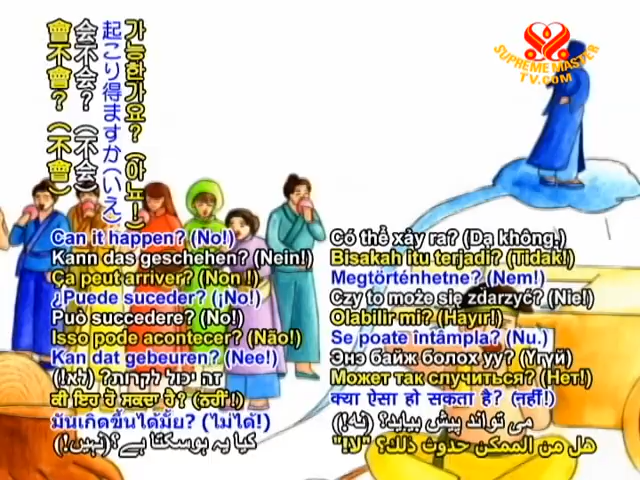 가능한가요? (아뇨!)
起こり得ますか(いえ)
会不会? (不会)
會不會? (不會)
SUPREME MASTER
TV.COM
Can it happen? (No!)
Kann das geschehen? (Nein!)
Ça peut arriver? (Non !)
¿Puede suceder? (¡No!)
Può succedere? (No!)
Isso pode acontecer? (Não!)
Kan dat gebeuren? (Nee!)
זה יכול לקרות? (לא!)
ਕੀ ਇਹ ਹੋ ਸਕਦਾ ਹੈ? (ਨਹੀਂ!)
มันเกิดขึ้นได้มั้ย? (ไม่ได้!)
کیا یہ ہوسکتا ہے؟ (نہیں!)
Có thể xảy ra? (Dạ không.)
Bisakah itu terjadi? (Tidak!)
Megtörténhetne? (Nem!)
Czy to może się zdarzyć? (Nie!)
Olabilir mi? (Hayır!)
Se poate întâmpla? (Nu.)
Энэ байж болох уу? (Үгүй)
Может так случиться? (Нет!)
क्या ऐसा हो सकता है? (नहीं!)
می تواند پیش بیاید؟ (نه!)
هل من الممكن حدوث ذلك؟ "لا!"